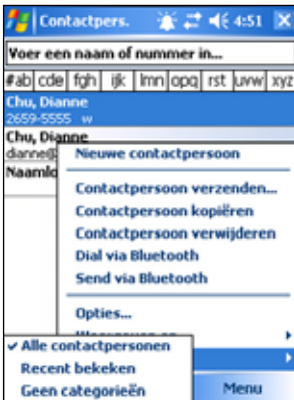 Contactpers. 4:51
Voer een naam of nummer in...
#ab cde fgh ijk lmn opq rst uvw xyz
Chu, Dianne
2659-5555 w
Chu, Dianne
Nieuwe contactpersoon
Contactpersoon verzenden...
Contactpersoon kopiëren
Contactpersoon verwijderen
Dial via Bluetooth
Send via Bluetooth
Opties...
Alle contactpersonen
Recent bekeken
Geen categorieën
Menu